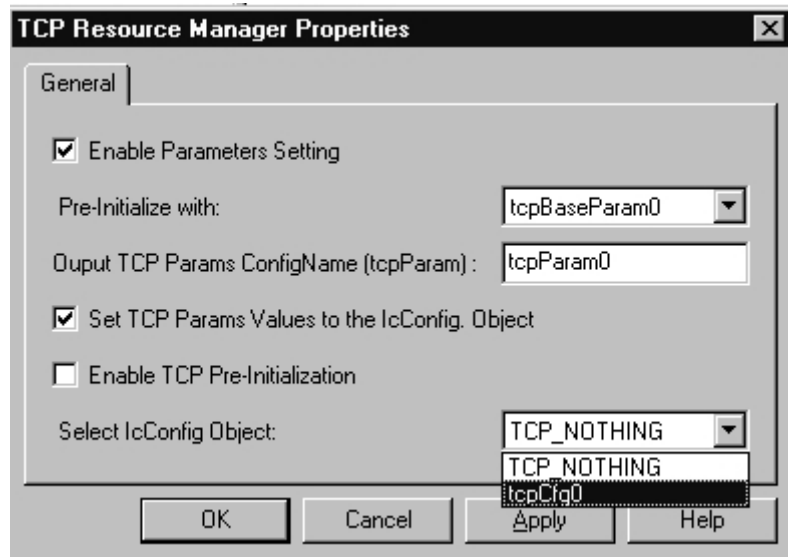 TCP Resource Manager Properties
General
Enable Parameters Setting
Pre-Initialize with: tcpBaseParam0
Ouput TCP Params ConfigName (tcpParam) : tcpParam0
Set TCP Params Values to the IcConfig. Object
Enable TCP Pre-Initialization
Select IcConfig Object: TCP_NOTHING
TCP_NOTHING
tcpCfg0
OK Cancel Apply Help